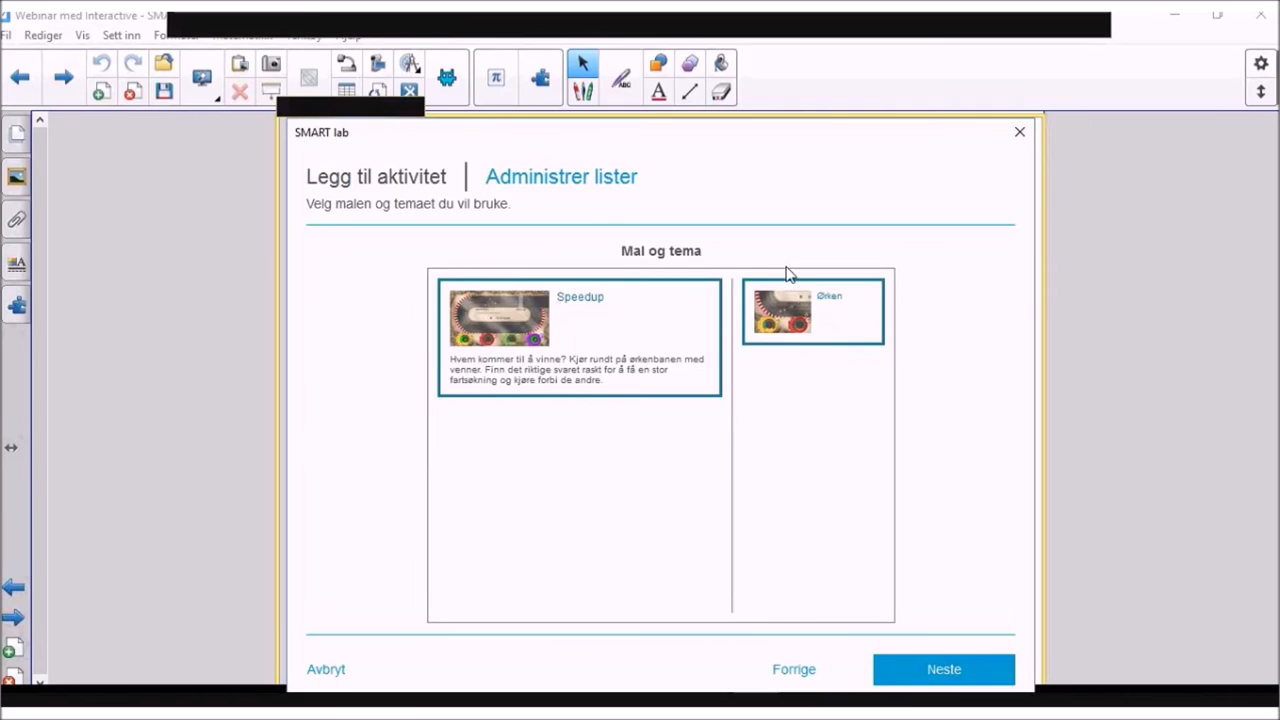 Webinar med Interactive - SMA
Fil Rediger Vis Sett inn
SMART lab
Legg til aktivitet | Administrer lister
Velg malen og temaet du vil bruke.
Mal og tema
Speedup
Hvem kommer til å vinne? Kjør rundt på ørkenbanen med
venner. Finn det riktige svaret raskt for å få en stor
fartsøkning og kjøre forbi de andre.
Ørken
Avbryt
Forrige
Neste